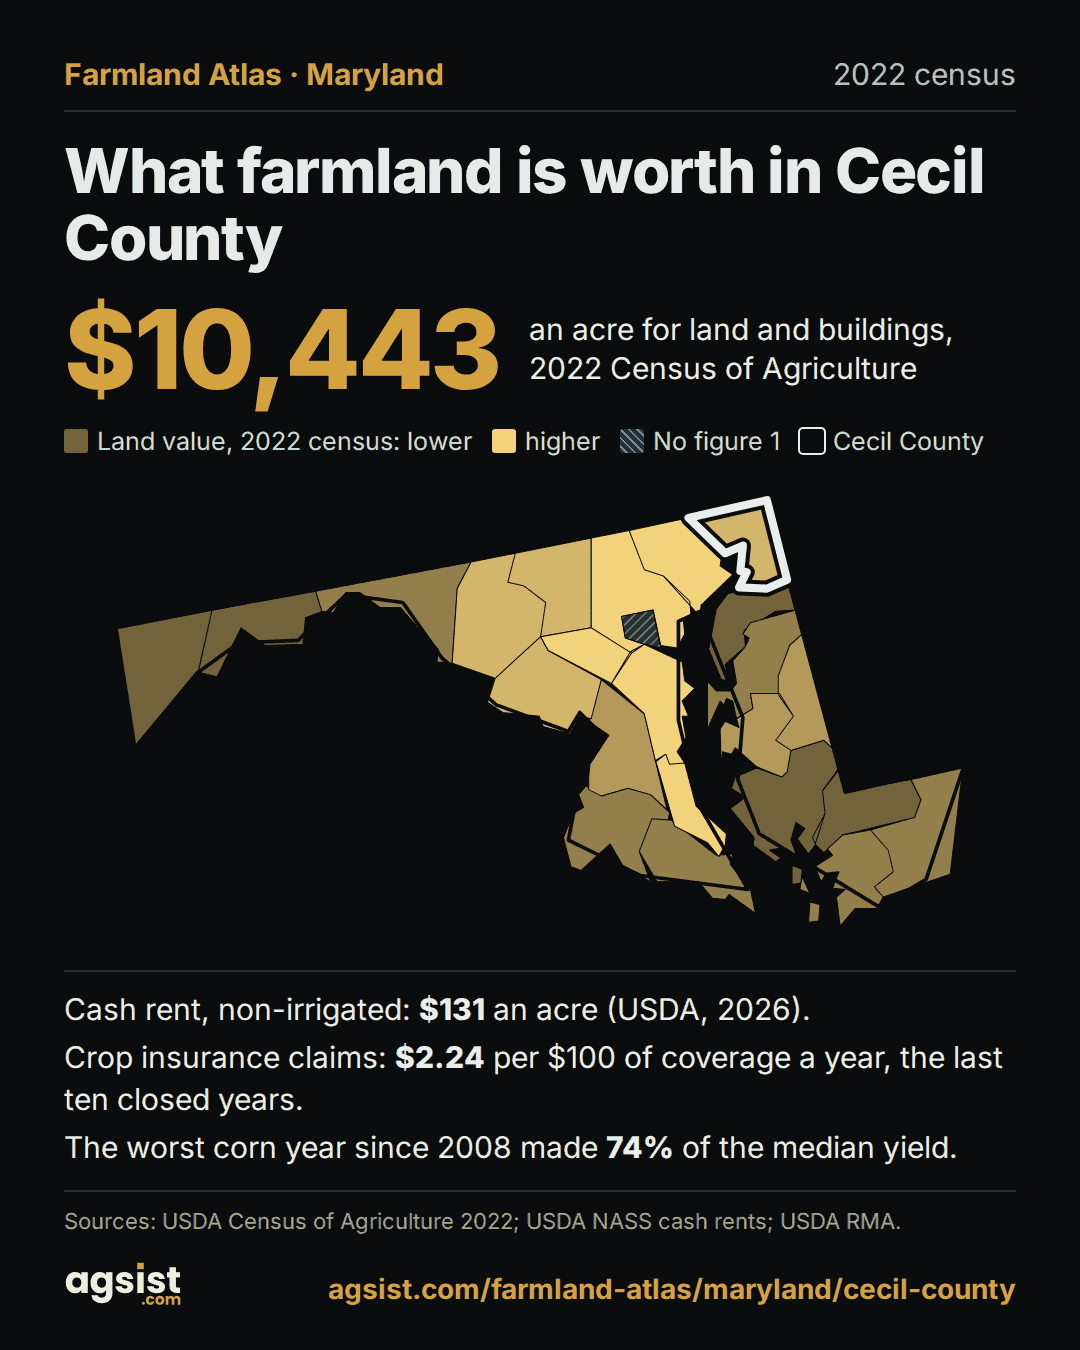 Farmland Atlas · Maryland
2022 census
What farmland is worth in Cecil
County
$10,443
an acre for land and buildings,
2022 Census of Agriculture
Land value, 2022 census: lower
higher
No figure 1
Cecil County
Cash rent, non-irrigated: $131 an acre (USDA, 2026).
Crop insurance claims: $2.24 per $100 of coverage a year, the last
ten closed years.
The worst corn year since 2008 made 74% of the median yield.
Sources: USDA Census of Agriculture 2022; USDA NASS cash rents; USDA RMA.
agsist
.com
agsist.com/farmland-atlas/maryland/cecil-county